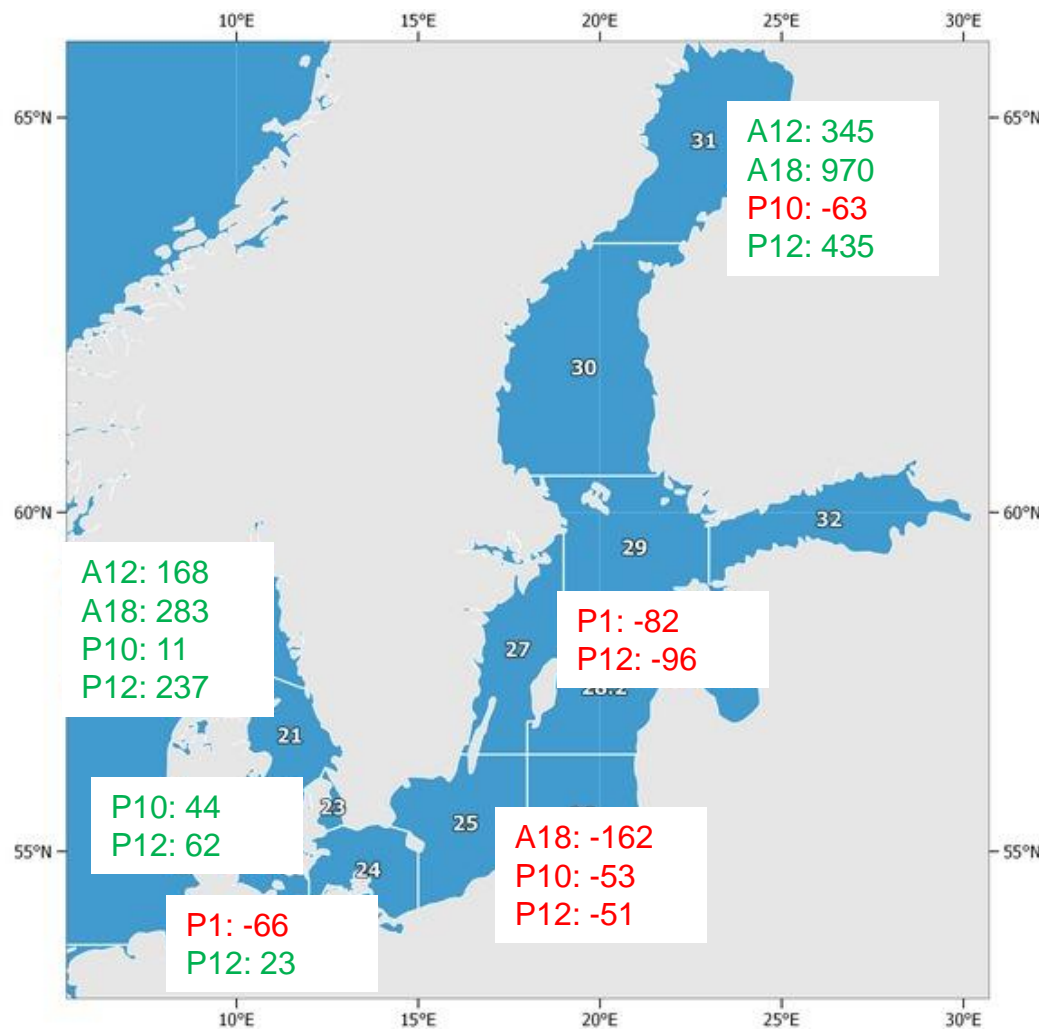 10°E 15°E 20°E 25°E 30°E
65°N 65°N
31
A12: 345
A18: 970
P10: -63
P12: 435
30
60°N 60°N
32
29
A12: 168
A18: 283
P10: 11
P12: 237
P1: -82
P12: -96
27
28.2
21
P10: 44
P12: 62
23
25
A18: -162
P10: -53
P12: -51
55°N 55°N
24
P1: -66
P12: 23
10°E 15°E 20°E 25°E 30°E